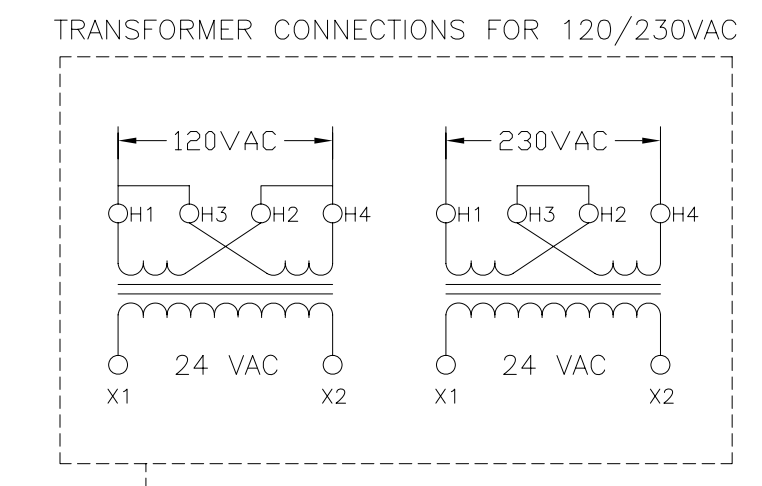 TRANSFORMER CONNECTIONS FOR 120/230VAC
120VAC 230VAC
H1 H3 H2 H4 H1 H3 H2 H4
24 VAC 24 VAC
X1 X2 X1 X2